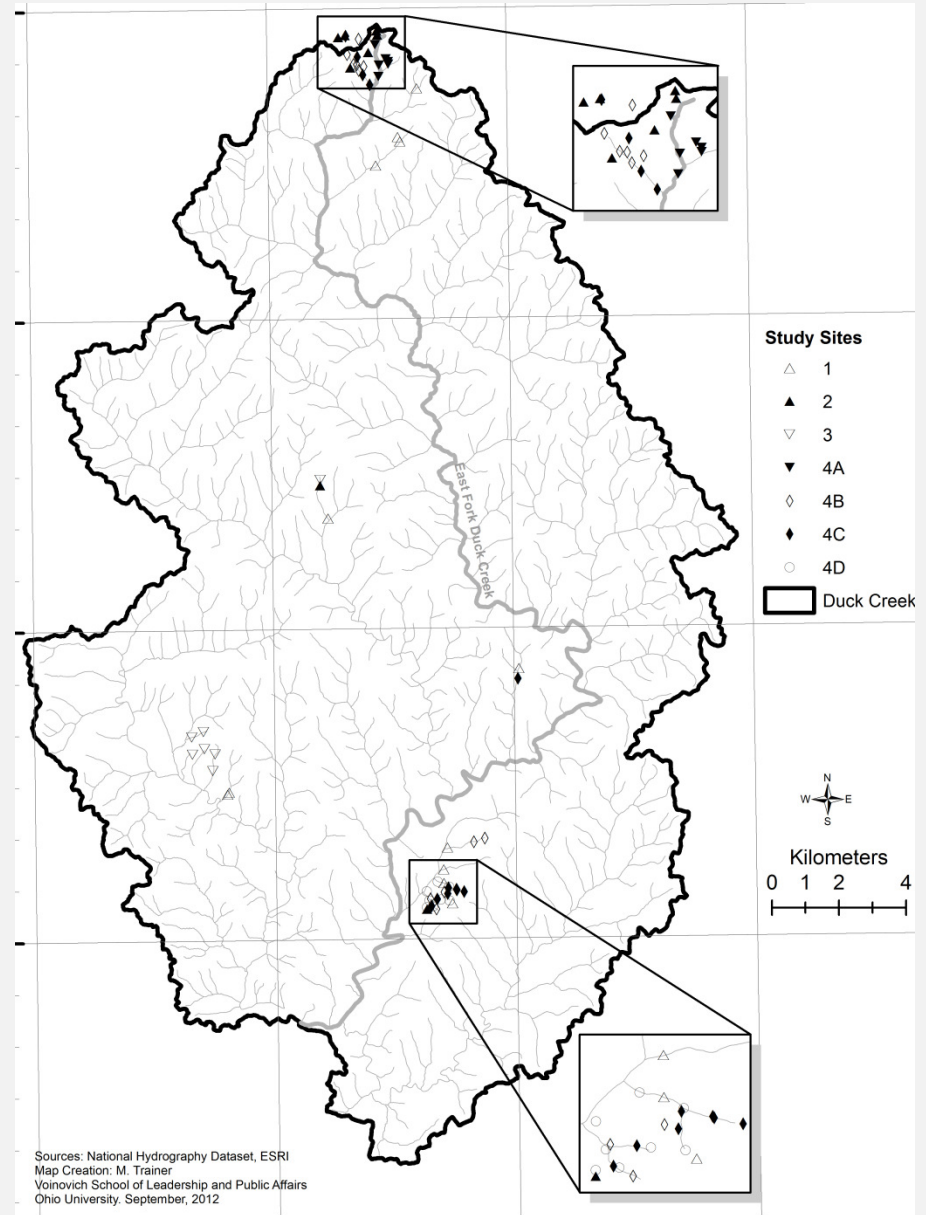 Study Sites
1
2
3
4A
4B
4C
4D
Duck Creek
East Fork Duck Creek
N
W E
S
Kilometers
0 1 2 4
Sources: National Hydrography Dataset, ESRI
Map Creation: M. Trainer
Voinovich School of Leadership and Public Affairs
Ohio University. September, 2012